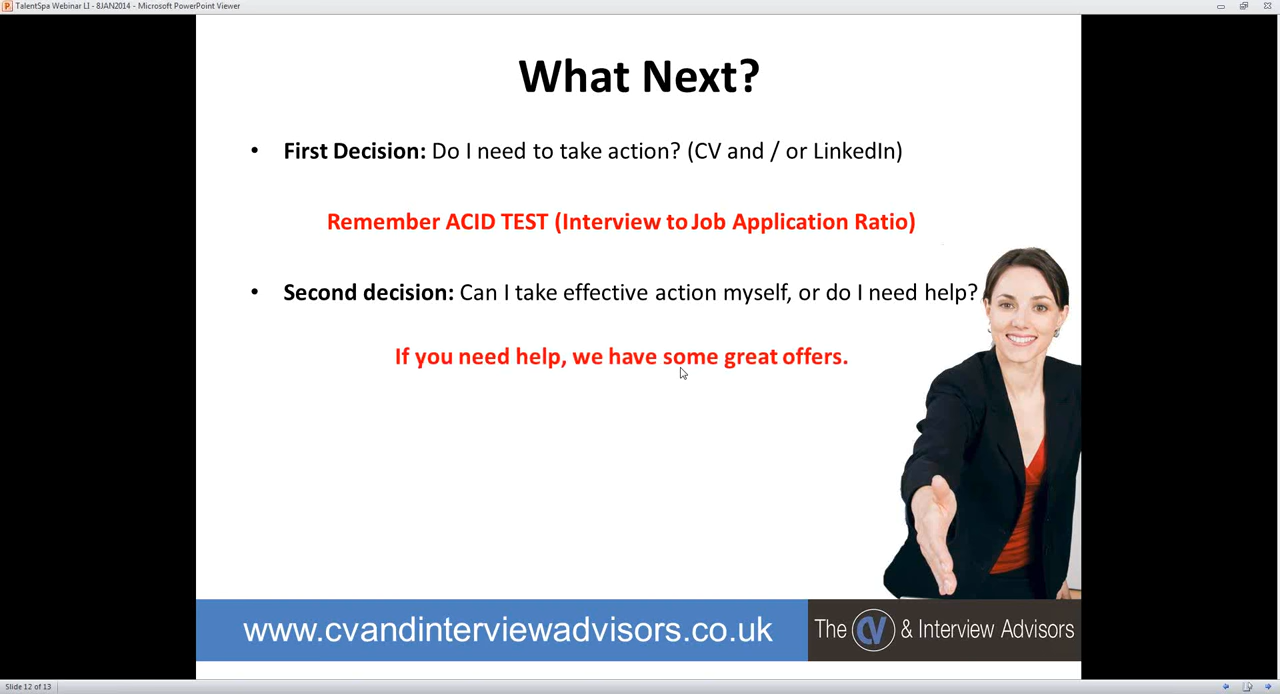 TalentSpa Webinar LI - 8JAN2014 - Microsoft PowerPoint Viewer
What Next?
• First Decision: Do I need to take action? (CV and / or LinkedIn)
Remember ACID TEST (Interview to Job Application Ratio)
• Second decision: Can I take effective action myself, or do I need help?
If you need help, we have some great offers.
www.cvandinterviewadvisors.co.uk
The CV & Interview Advisors
Slide 12 of 13